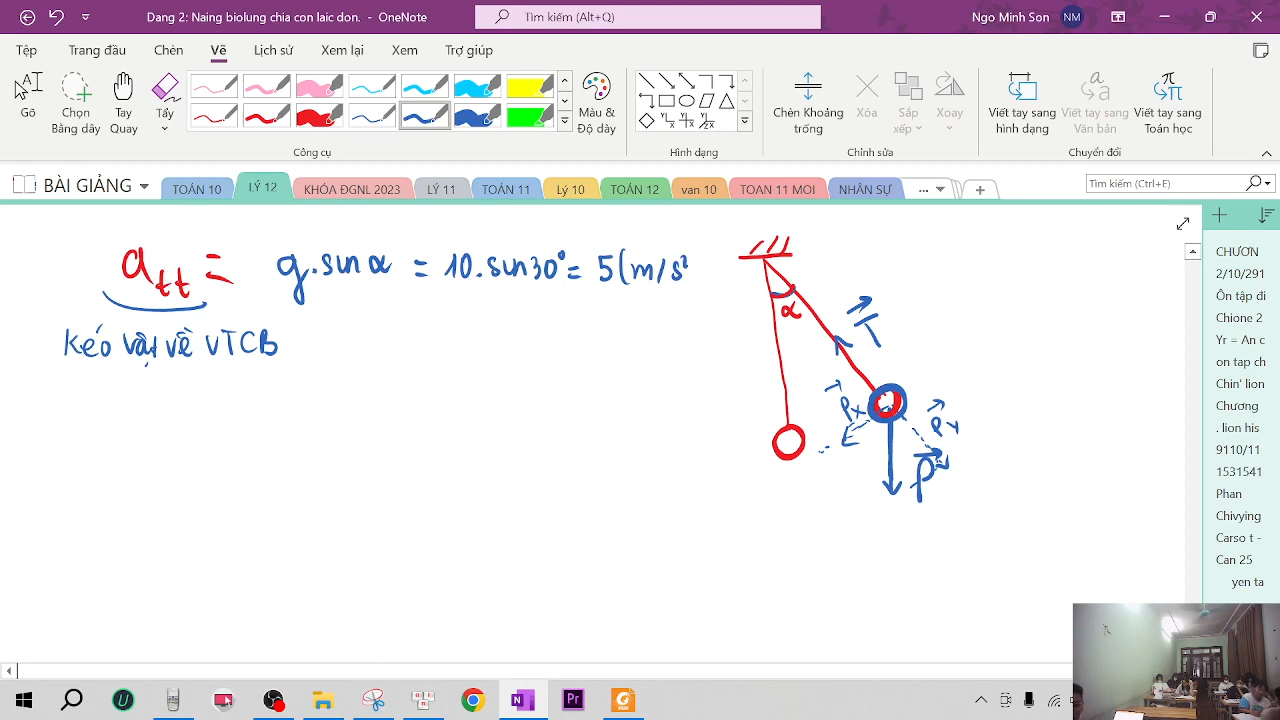 Dang 2: Naing biolung chia con laic don. - OneNote
Tìm kiếm (Alt+Q)
Ngo Minh Son
NM
Tệp
Trang đầu
Chèn
Vẽ
Lịch sử
Xem lại
Xem
Trợ giúp
Gõ
Chọn Bằng dây
Tay Quay
Tẩy
Màu & Độ dày
Chèn Khoảng trống
Xóa
Sắp xếp
Xoay
Viết tay sang hình dạng
Viết tay sang Văn bản
Viết tay sang Toán học
Công cụ
Hình dạng
Chỉnh sửa
Chuyển đổi
BÀI GIẢNG
TOÁN 10
LÝ 12
KHÓA ĐGNL 2023
LÝ 11
TOÁN 11
Lý 10
TOÁN 12
van 10
TOAN 11 MOI
NHÂN SỰ
...
Tìm kiếm (Ctrl+E)
a_tt = g.sin α = 10.sin30° = 5(m/s²
kéo vật về VTCB
α
T
Px
Py
P
CHƯƠN
2/10/291
Ôn tập di
Chione 2
Yr = An c
on tap ch
Chin' lion
Chương
. lion his
9110/11
1531541
Phan
Chivying
Carso t -
Can 25
yen ta